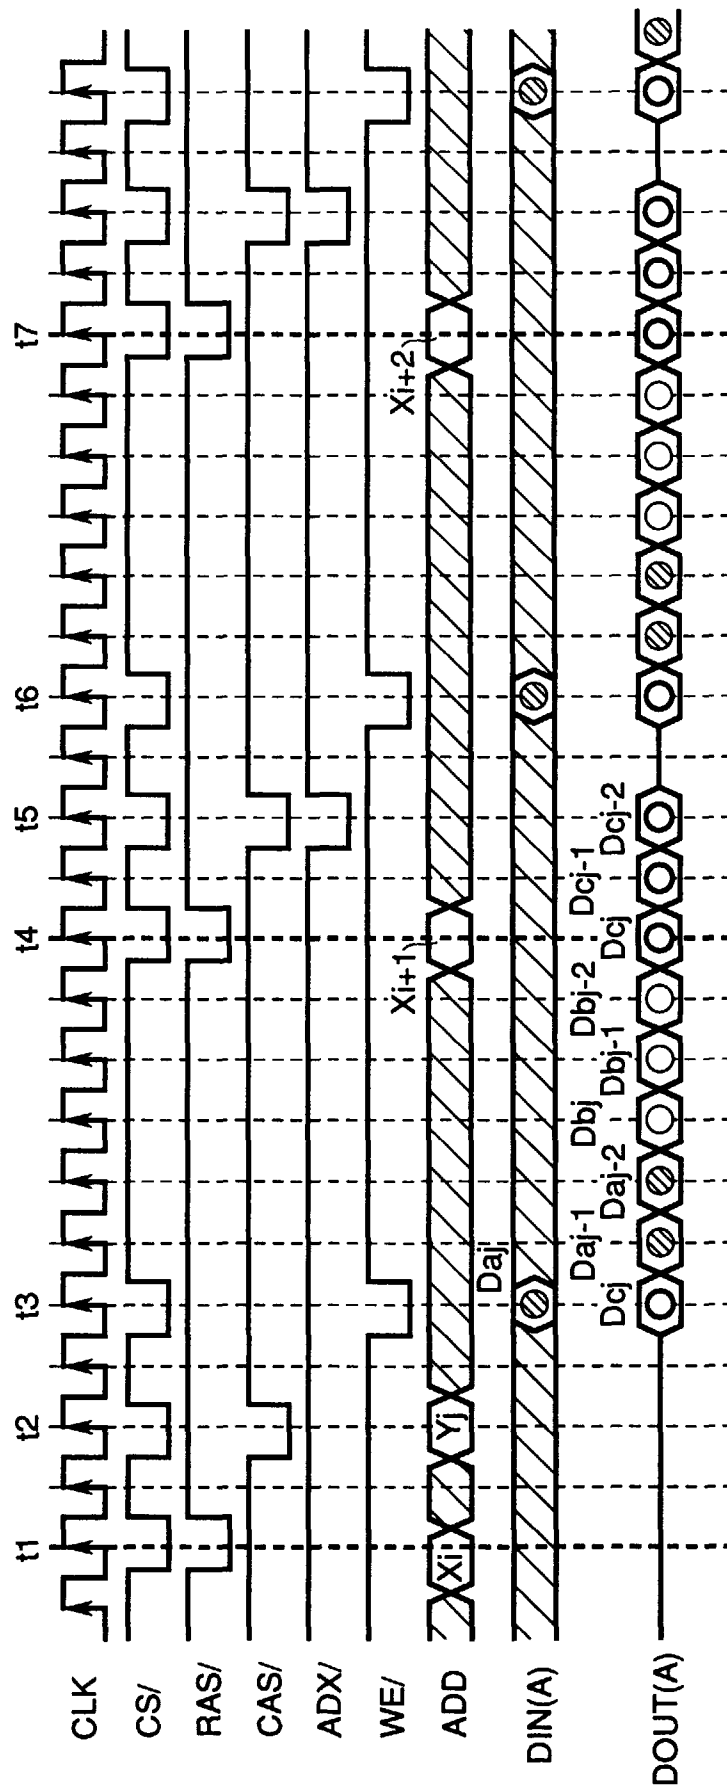 t1 t2 t3 t4 t5 t6 t7
CLK
CS/
RAS/
CAS/
ADX/
WE/
ADD
Xi Yj Xi+1 Xi+2
DIN(A)
Daj
DOUT(A)
Dcj Daj-1 Daj-2 Dbj Dbj-1 Dbj-2 Dcj Dcj-1 Dcj-2